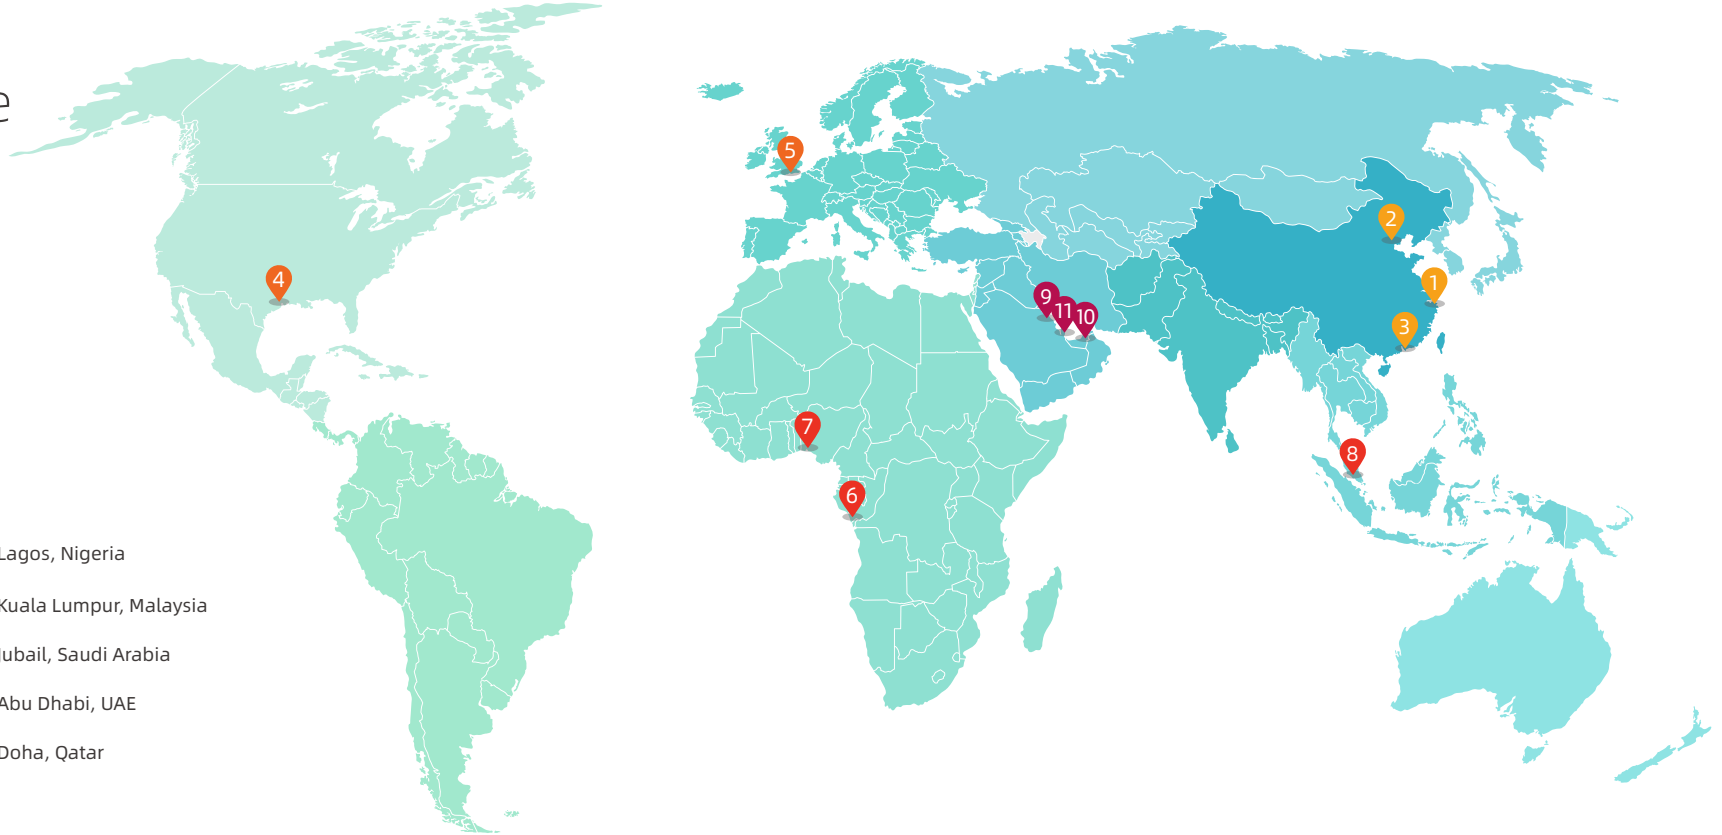 e
5
2
4
1
9
11
10
3
7
8
6
Lagos, Nigeria
Kuala Lumpur, Malaysia
Jubail, Saudi Arabia
Abu Dhabi, UAE
Doha, Qatar